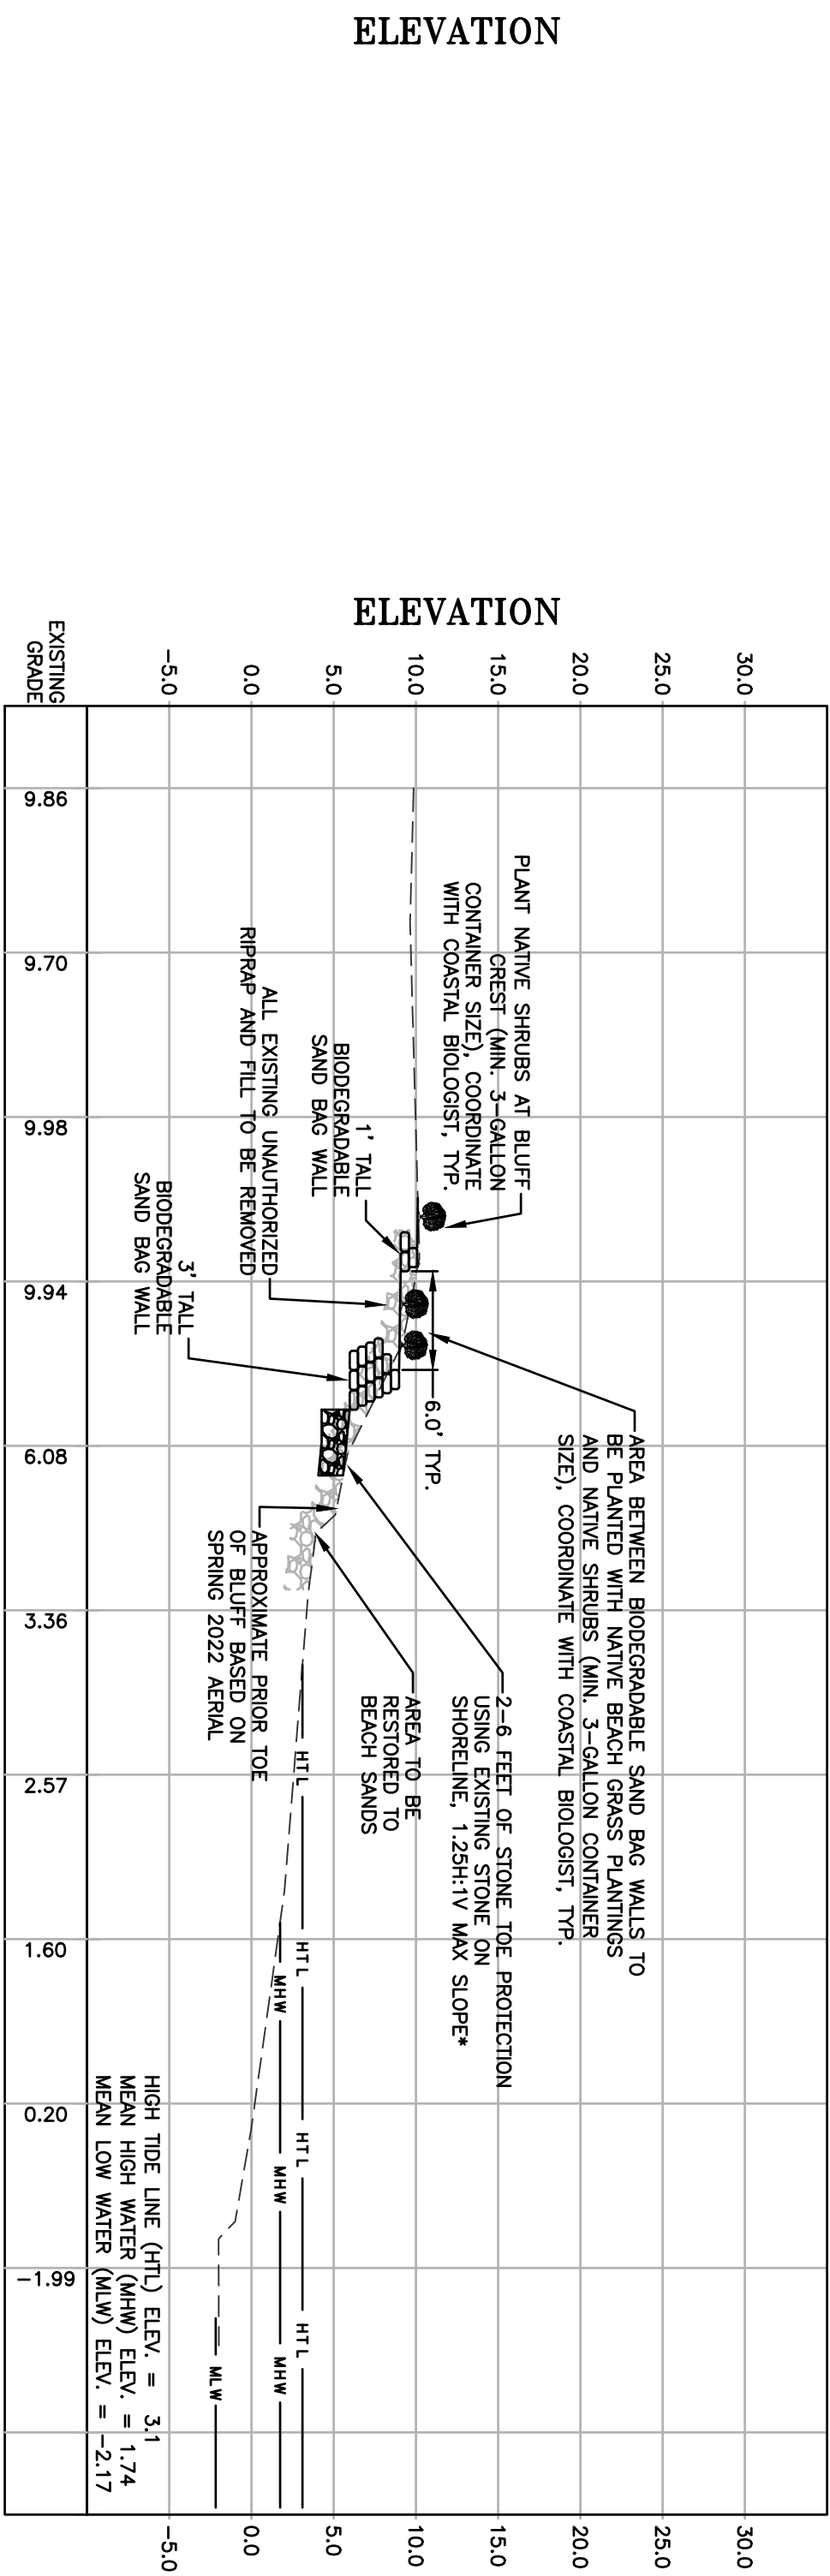 ELEVATION
ELEVATION
30.0
25.0
20.0
15.0
10.0
5.0
0.0
-5.0
EXISTING
GRADE
PLANT NATIVE SHRUBS AT BLUFF
CREST (MIN. 3-GALLON
CONTAINER SIZE), COORDINATE
WITH COASTAL BIOLOGIST, TYP.
1' TALL
BIODEGRADABLE
SAND BAG WALL
ALL EXISTING UNAUTHORIZED
RIPRAP AND FILL TO BE REMOVED
3' TALL
BIODEGRADABLE
SAND BAG WALL
6.0' TYP.
AREA BETWEEN BIODEGRADABLE SAND BAG WALLS TO
BE PLANTED WITH NATIVE BEACH GRASS PLANTINGS
AND NATIVE SHRUBS (MIN. 3-GALLON CONTAINER
SIZE), COORDINATE WITH COASTAL BIOLOGIST, TYP.
2-6 FEET OF STONE TOE PROTECTION
USING EXISTING STONE ON
SHORELINE, 1.25H:1V MAX SLOPE*
AREA TO BE
RESTORED TO
BEACH SANDS
APPROXIMATE PRIOR TOE
OF BLUFF BASED ON
SPRING 2022 AERIAL
HTL
HTL
HTL
HTL
MHW
MHW
MHW
MLW
HIGH TIDE LINE (HTL) ELEV. = 3.1
MEAN HIGH WATER (MHW) ELEV. = 1.74
MEAN LOW WATER (MLW) ELEV. = -2.17
9.86
9.70
9.98
9.94
6.08
3.36
2.57
1.60
0.20
-1.99
30.0
25.0
20.0
15.0
10.0
5.0
0.0
-5.0